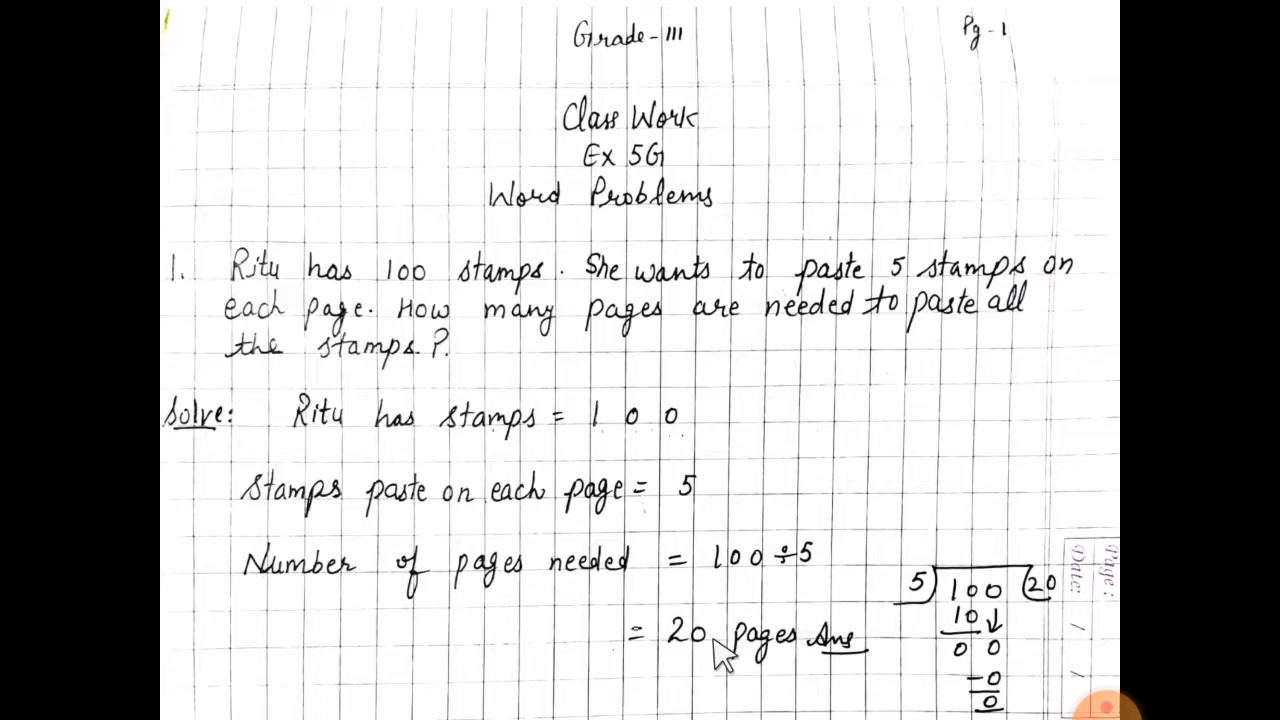 Grade-III
Pg-1
Class Work
Ex 5G
Word Problems
1. Ritu has 100 stamps. She wants to paste 5 stamps on
each page. How many pages are needed to paste all
the stamps?.
Solve: Ritu has stamps = 100
Stamps paste on each page = 5
Number of pages needed = 100÷5
= 20 pages Ans
5)100(20
10↓
00
-0
0
Page:
Date: / /